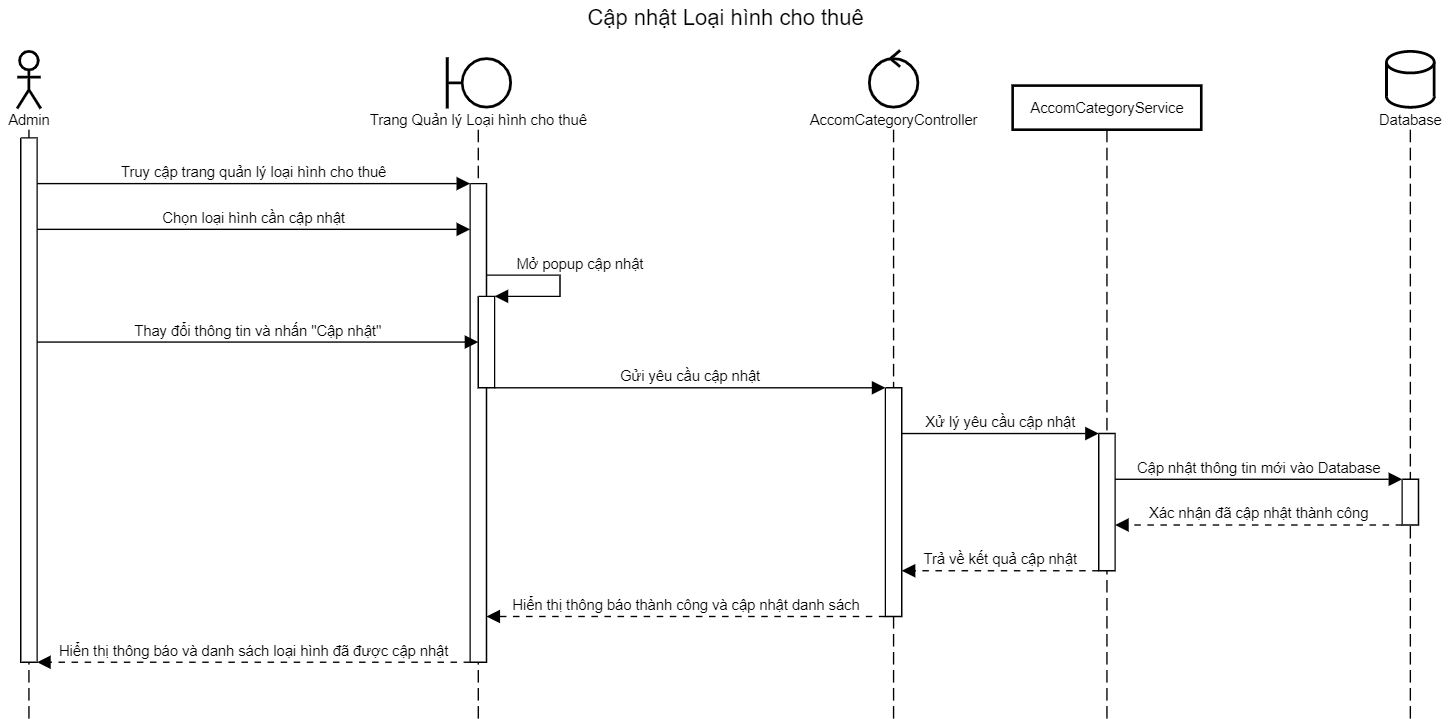 Cập nhật Loại hình cho thuê
Admin
Trang Quản lý Loại hình cho thuê
AccomCategoryController
AccomCategoryService
Database
Truy cập trang quản lý loại hình cho thuê
Chọn loại hình cần cập nhật
Mở popup cập nhật
Thay đổi thông tin và nhấn "Cập nhật"
Gửi yêu cầu cập nhật
Xử lý yêu cầu cập nhật
Cập nhật thông tin mới vào Database
Xác nhận đã cập nhật thành công
Trả về kết quả cập nhật
Hiển thị thông báo thành công và cập nhật danh sách
Hiển thị thông báo và danh sách loại hình đã được cập nhật